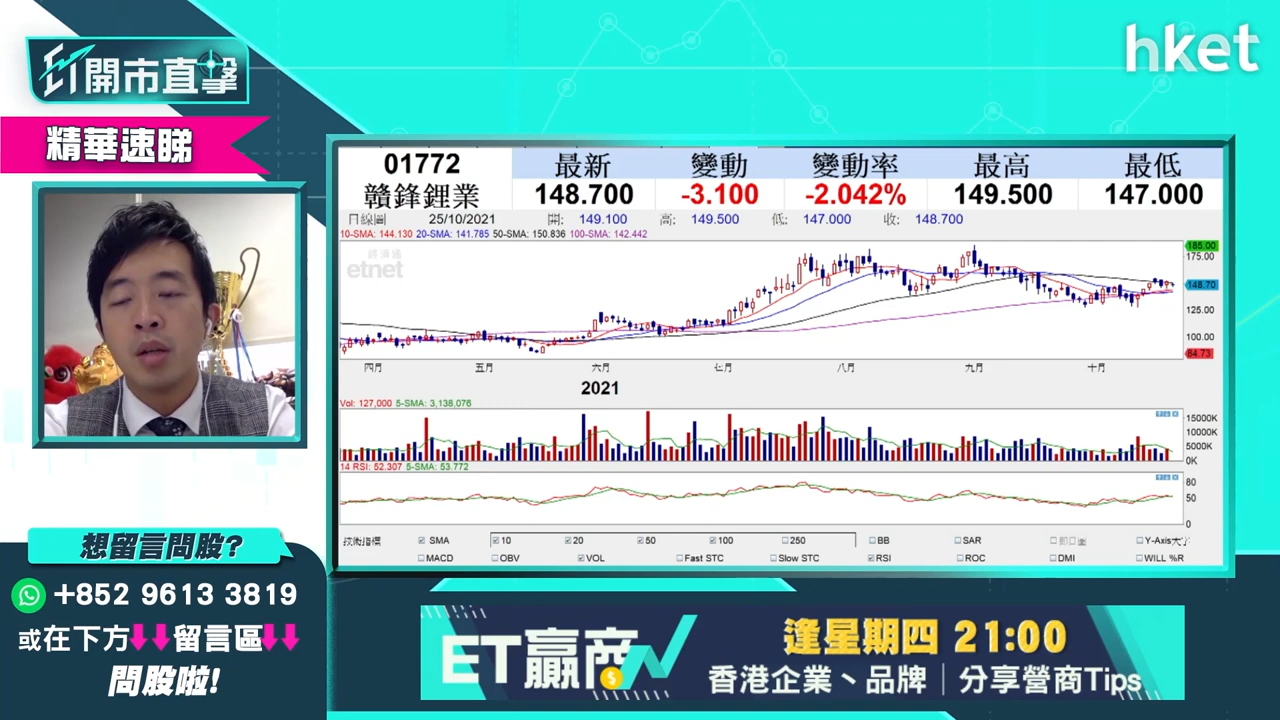 hket
ET開市直擊
精華速睇
01772 最新 變動 變動率 最高 最低
贛鋒鋰業 148.700 -3.100 -2.042% 149.500 147.000
日線圖 25/10/2021 開: 149.100 高: 149.500 低: 147.000 收: 148.700
10-SMA: 144.130 20-SMA: 141.785 50-SMA: 150.836 100-SMA: 142.442
經濟通
etnet
185.00
175.00
148.70
125.00
100.00
84.73
四月 五月 六月 七月 八月 九月 十月
2021
Vol: 127,000 5-SMA: 3,138,076
15000K
10000K
5000K
0K
14 RSI: 52.307 5-SMA: 53.772
80
50
0
技術指標 SMA 10 20 50 100 250 BB SAR Y-Axis大字
MACD OBV VOL Fast STC Slow STC RSI ROC DMI WILL %R
想留言問股?
+852 9613 3819
或在下方留言區
問股啦!
ET贏商
逢星期四 21:00
香港企業、品牌｜分享營商Tips